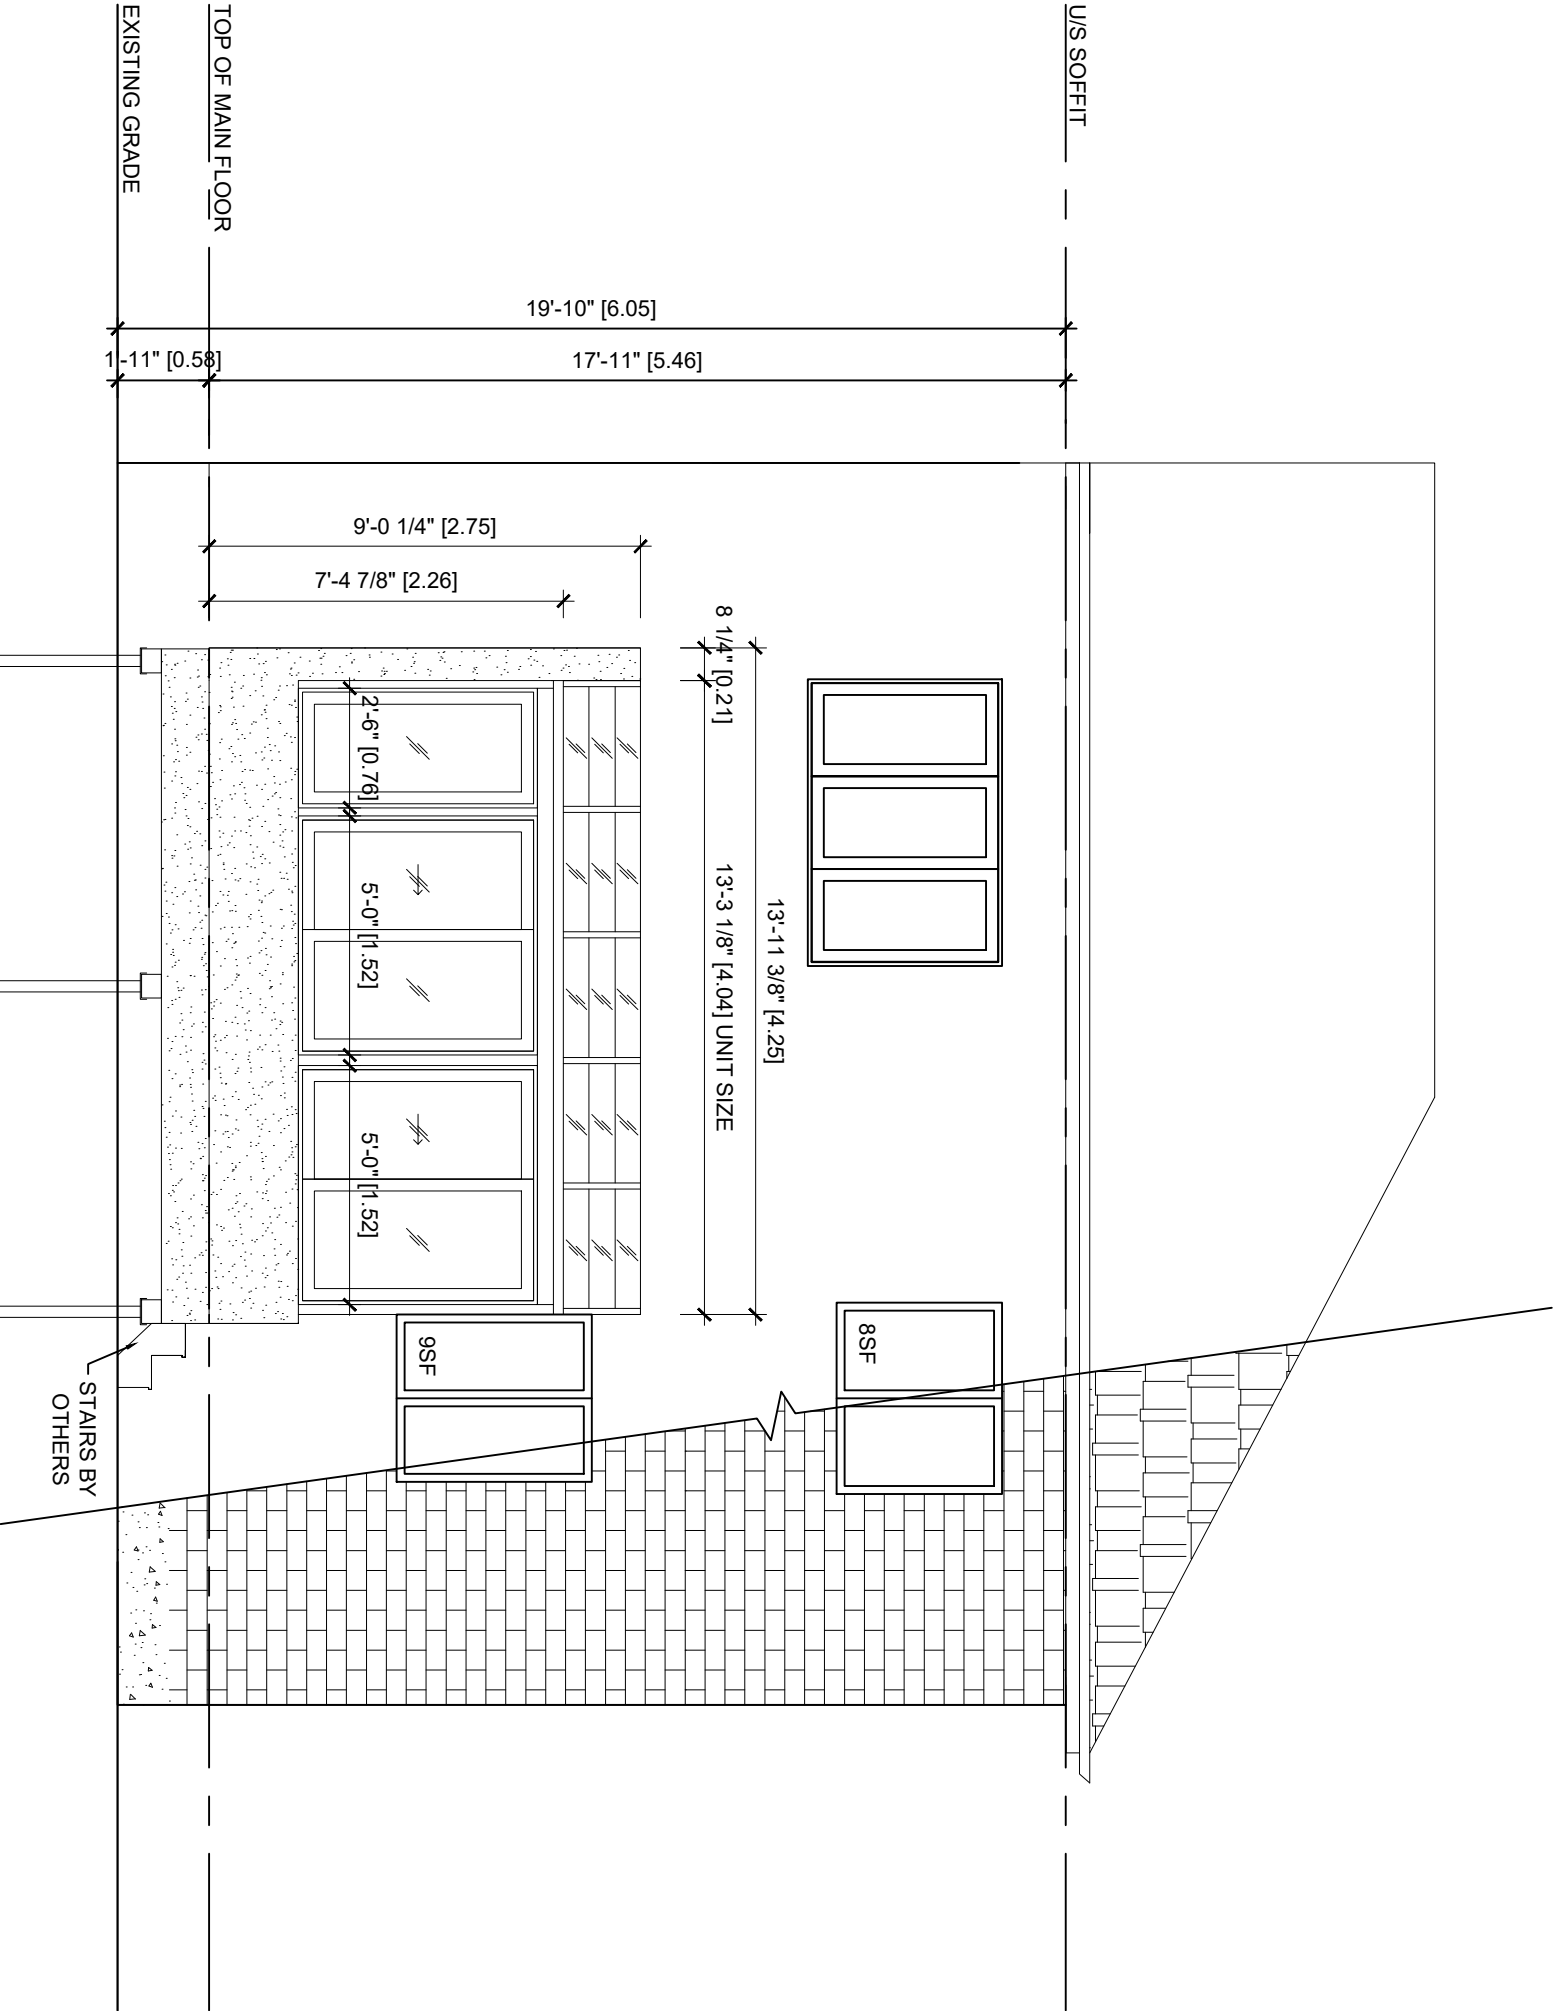 U/S SOFFIT
TOP OF MAIN FLOOR
EXISTING GRADE
19'-10" [6.05]
1'-11" [0.58]
17'-11" [5.46]
9'-0 1/4" [2.75]
7'-4 7/8" [2.26]
8 1/4" [0.21]
13'-3 1/8" [4.04] UNIT SIZE
13'-11 3/8" [4.25]
2'-6" [0.76]
5'-0" [1.52]
5'-0" [1.52]
8SF
9SF
STAIRS BY
OTHERS